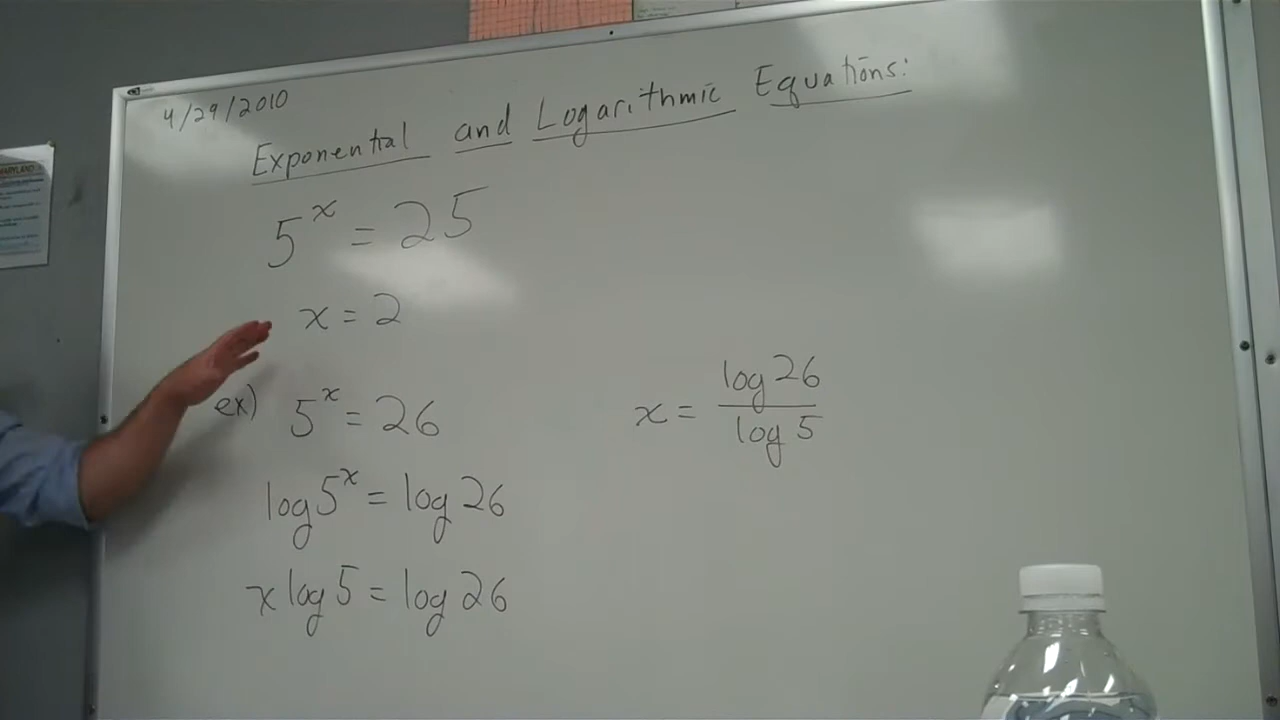 4/29/2010
Exponential and Logarithmic Equations:
5^x = 25
x = 2
ex) 5^x = 26
log 5^x = log 26
x log 5 = log 26
x = log 26 / log 5
MARYLAND